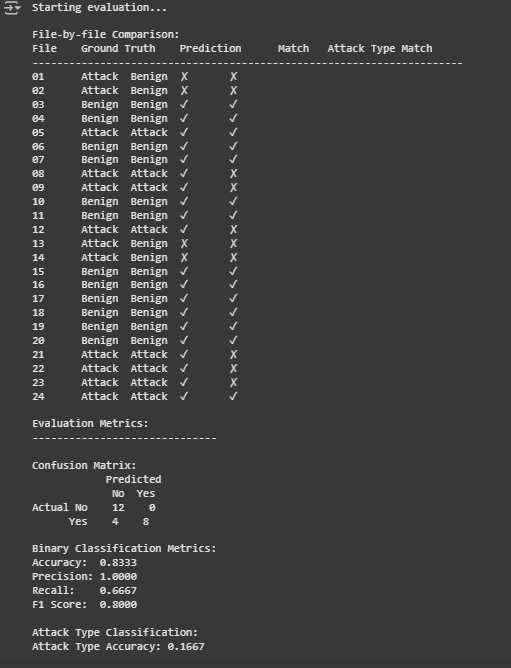 Starting evaluation...
File-by-file Comparison:
File Ground Truth Prediction Match Attack Type Match
---------------------------------------------------------------------
01 Attack Benign ✗ ✗
02 Attack Benign ✗ ✗
03 Benign Benign ✓ ✓
04 Benign Benign ✓ ✓
05 Attack Attack ✓ ✓
06 Benign Benign ✓ ✓
07 Benign Benign ✓ ✓
08 Attack Attack ✓ ✗
09 Attack Attack ✓ ✗
10 Benign Benign ✓ ✓
11 Benign Benign ✓ ✓
12 Attack Attack ✓ ✗
13 Attack Benign ✗ ✗
14 Attack Benign ✗ ✗
15 Benign Benign ✓ ✓
16 Benign Benign ✓ ✓
17 Benign Benign ✓ ✓
18 Benign Benign ✓ ✓
19 Benign Benign ✓ ✓
20 Benign Benign ✓ ✓
21 Attack Attack ✓ ✗
22 Attack Attack ✓ ✗
23 Attack Attack ✓ ✗
24 Attack Attack ✓ ✓
Evaluation Metrics:
------------------------------
Confusion Matrix:
Predicted
No Yes
Actual No 12 0
Yes 4 8
Binary Classification Metrics:
Accuracy: 0.8333
Precision: 1.0000
Recall: 0.6667
F1 Score: 0.8000
Attack Type Classification:
Attack Type Accuracy: 0.1667